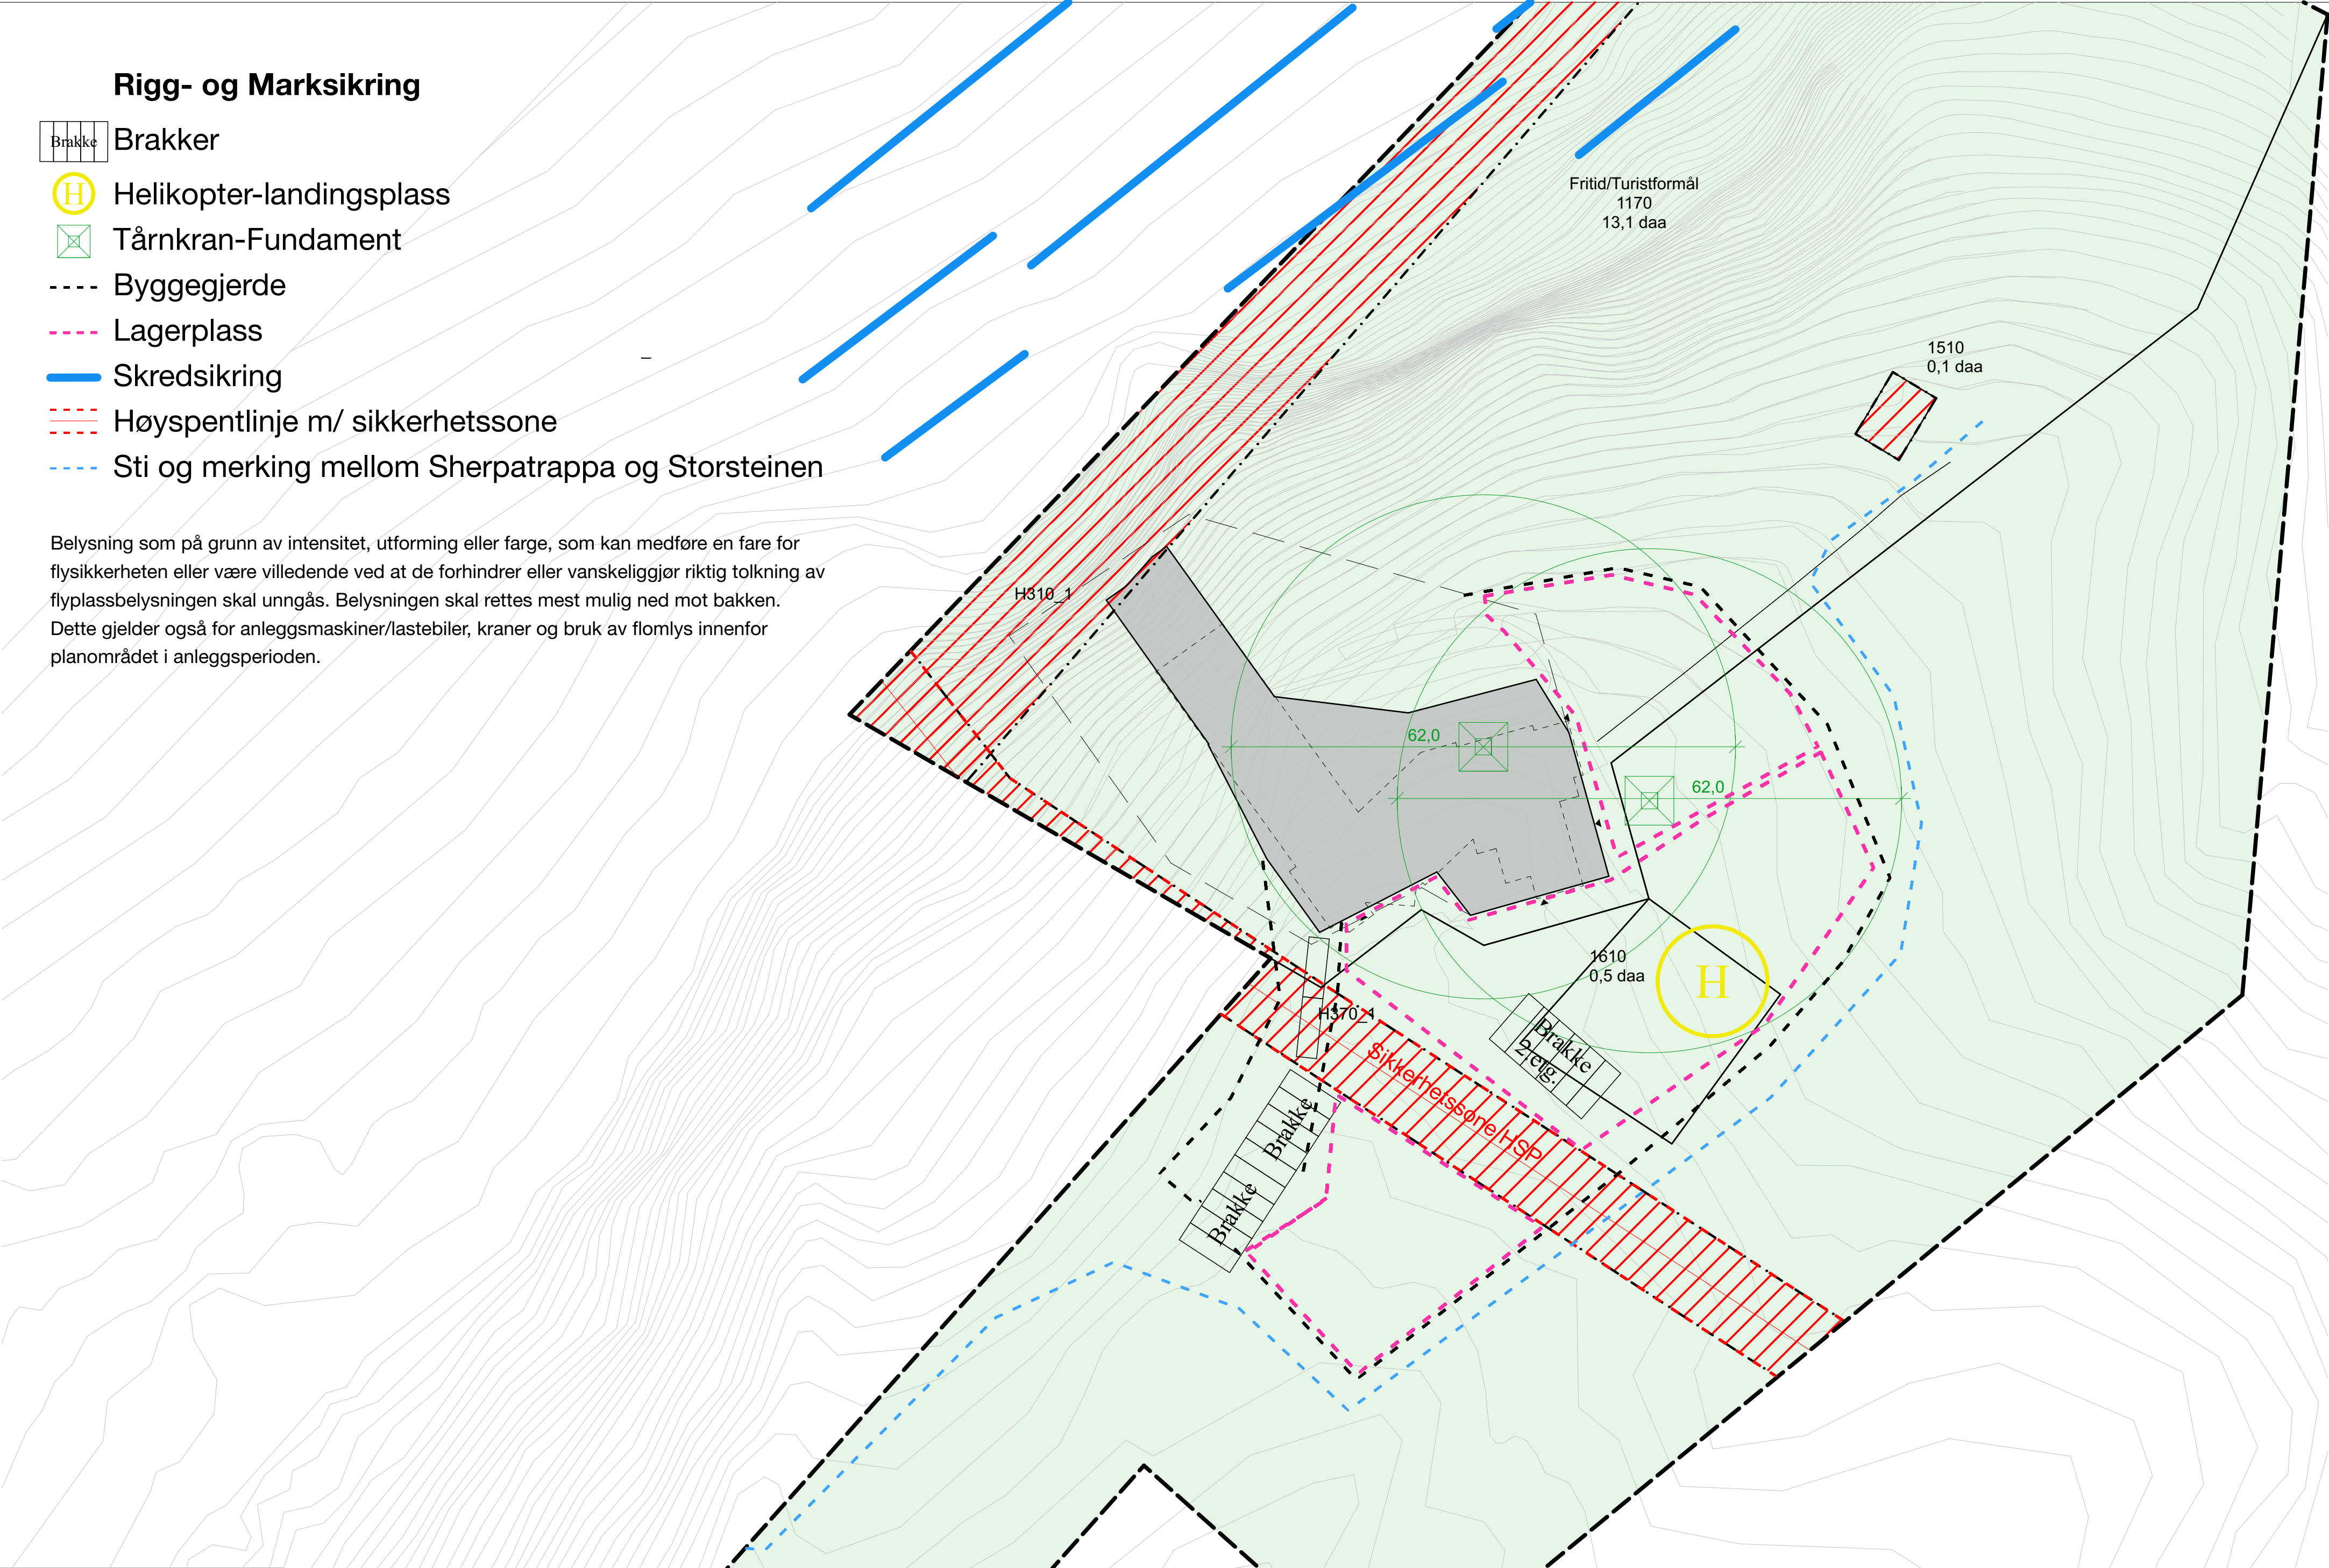 Rigg- og Marksikring
Brakke
Brakker
H
Helikopter-landingsplass
Tårnkran-Fundament
Byggegjerde
Lagerplass
Skredsikring
Høyspentlinje m/ sikkerhetssone
Sti og merking mellom Sherpatrappa og Storsteinen
Belysning som på grunn av intensitet, utforming eller farge, som kan medføre en fare for
flysikkerheten eller være villedende ved at de forhindrer eller vanskeliggjør riktig tolkning av
flyplassbelysningen skal unngås. Belysningen skal rettes mest mulig ned mot bakken.
Dette gjelder også for anleggsmaskiner/lastebiler, kraner og bruk av flomlys innenfor
planområdet i anleggsperioden.
Fritid/Turistformål
1170
13,1 daa
1510
0,1 daa
H310_1
62,0
62,0
1610
0,5 daa
H
H370_1
Brakke
2 etg.
Sikkerhetssone HSP
Brakke
Brakke